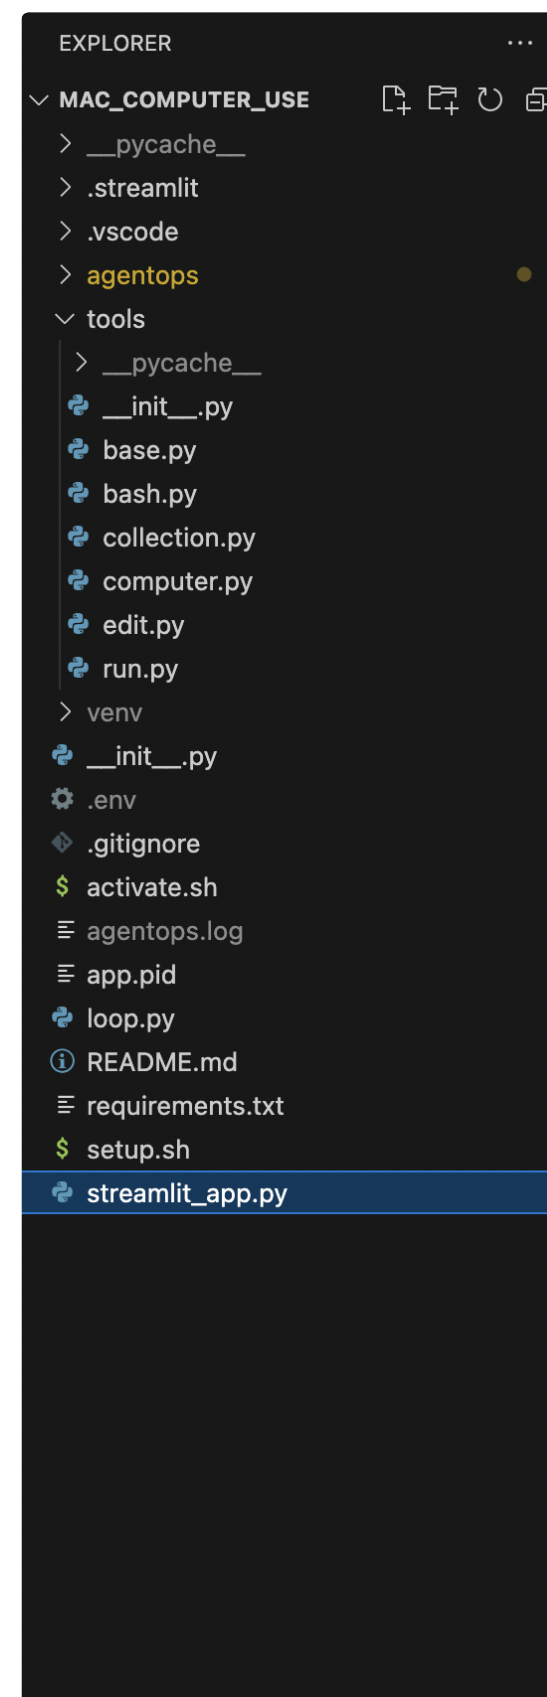 EXPLORER
MAC_COMPUTER_USE
__pycache__
.streamlit
.vscode
agentops
tools
__pycache__
__init__.py
base.py
bash.py
collection.py
computer.py
edit.py
run.py
venv
__init__.py
.env
.gitignore
$ activate.sh
agentops.log
app.pid
loop.py
README.md
requirements.txt
$ setup.sh
streamlit_app.py